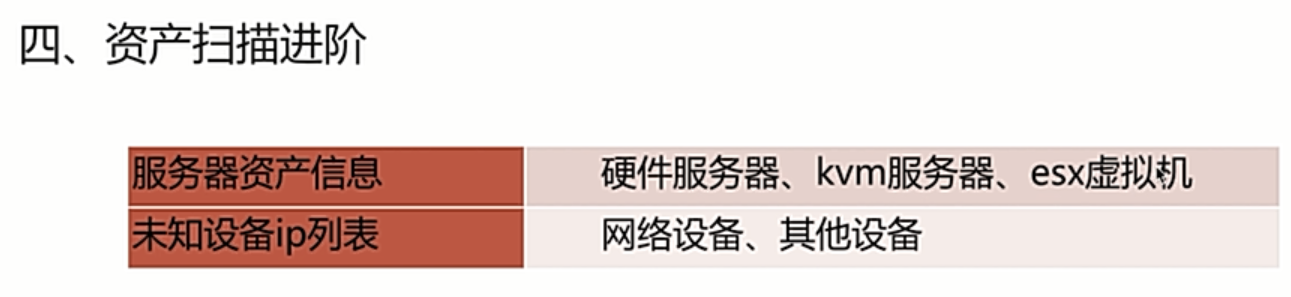 四、资产扫描进阶
服务器资产信息 硬件服务器、kvm服务器、esx虚拟机
未知设备ip列表 网络设备、其他设备